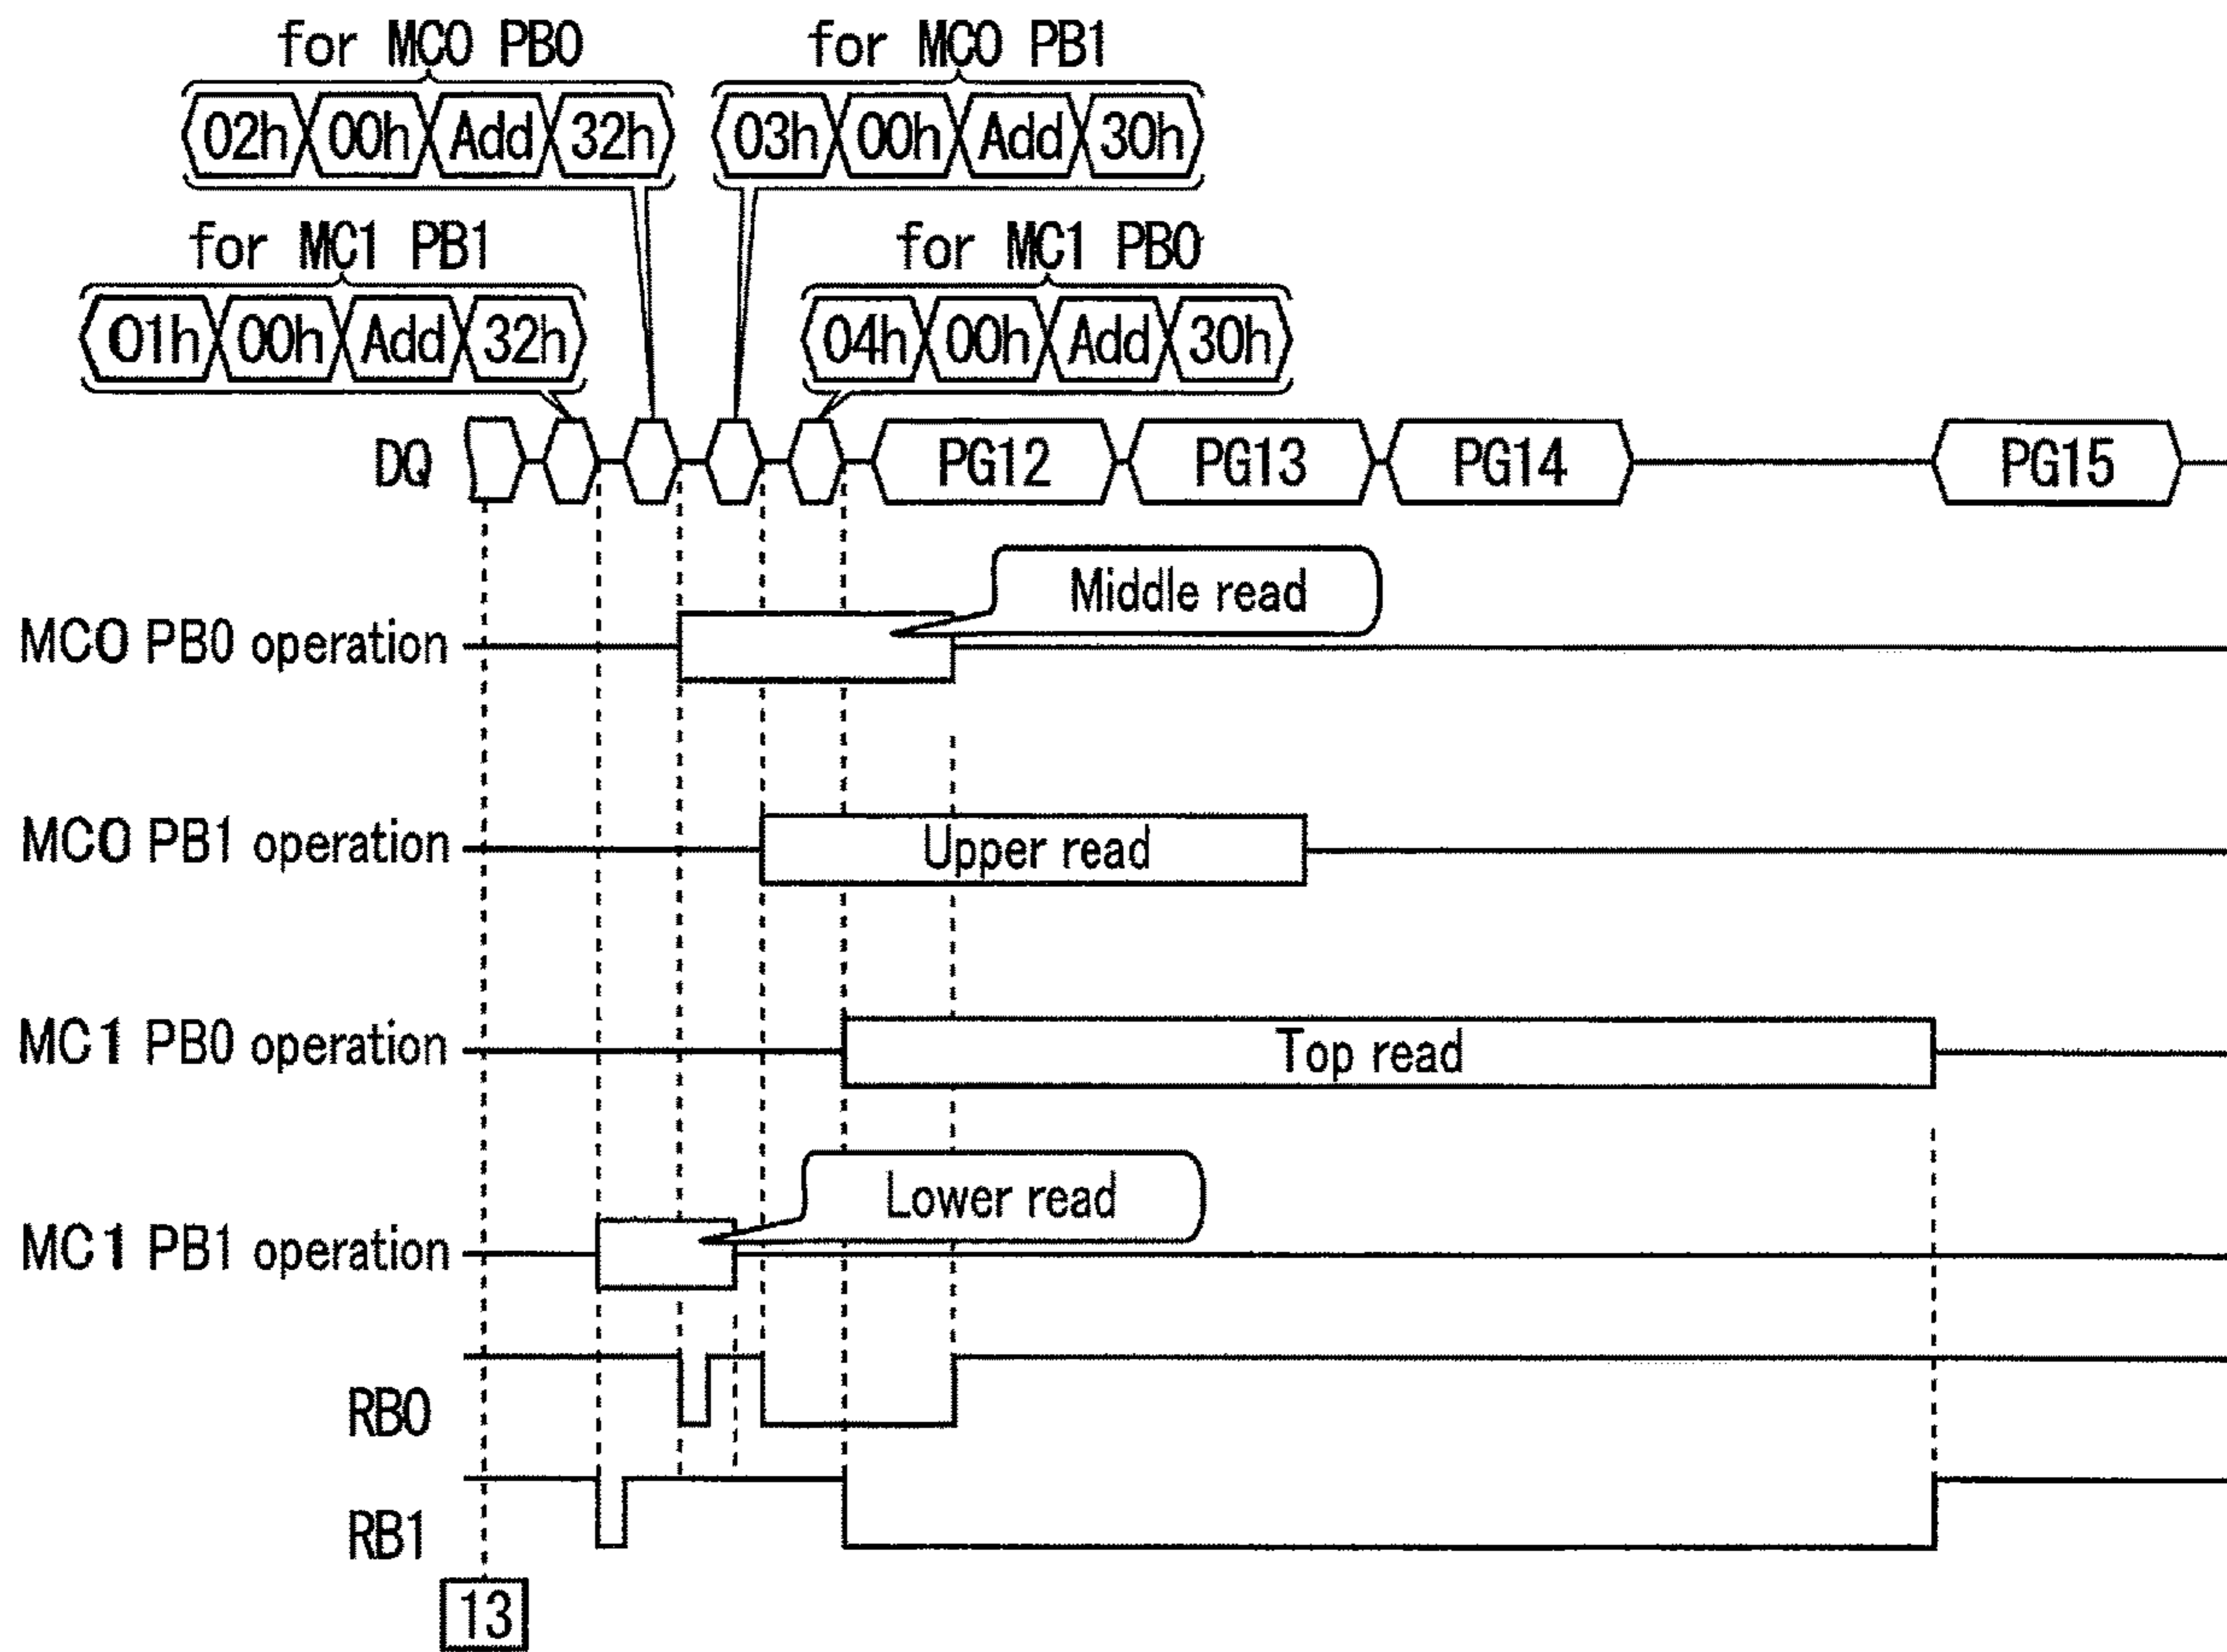 for MC0 PB0
for MC0 PB1
02h 00h Add 32h
03h 00h Add 30h
for MC1 PB1
for MC1 PB0
01h 00h Add 32h
04h 00h Add 30h
DQ
PG12
PG13
PG14
PG15
Middle read
MC0 PB0 operation
MC0 PB1 operation
Upper read
MC1 PB0 operation
Top read
Lower read
MC1 PB1 operation
RB0
RB1
13